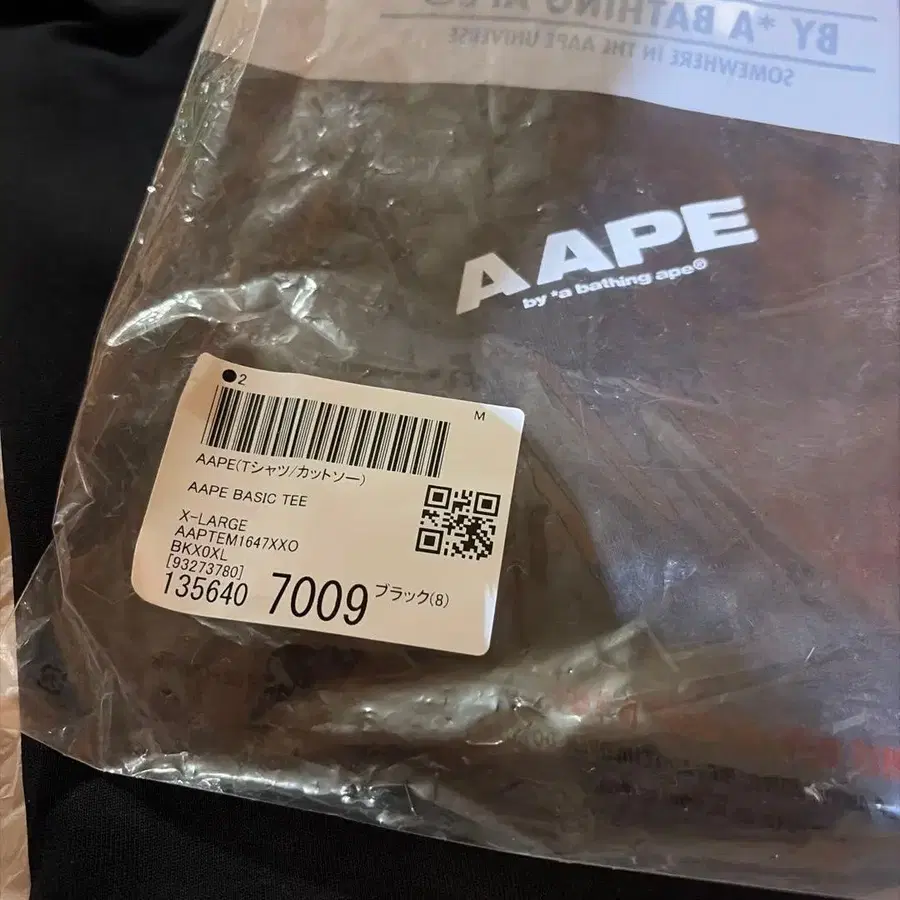 BY *A BATHING
SOMEWHERE IN THE AAPE UNIVERSE
AAPE
by *a bathing ape®
●2
M
AAPE(Tシャツ/カットソー)
AAPE BASIC TEE
X-LARGE
AAPTEM1647XXO
BKX0XL
[93273780]
135640 7009 ブラック(8)